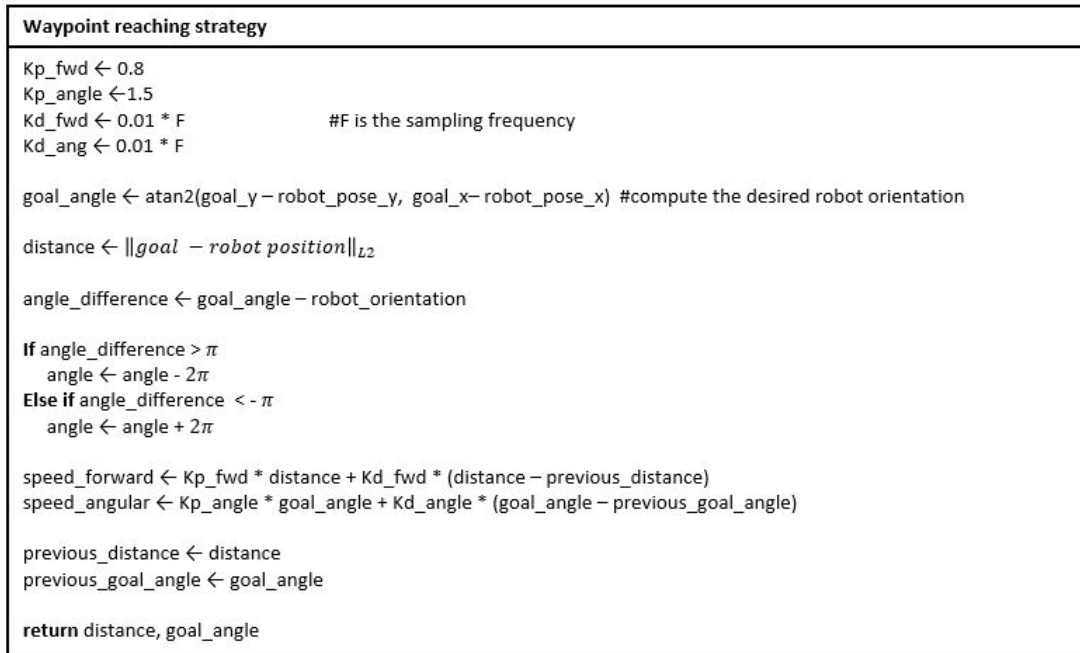 Waypoint reaching strategy
Kp_fwd ← 0.8
Kp_angle ←1.5
Kd_fwd ← 0.01 * F #F is the sampling frequency
Kd_ang ← 0.01 * F
goal_angle ← atan2(goal_y – robot_pose_y, goal_x– robot_pose_x) #compute the desired robot orientation
distance ← ‖goal − robot position‖L2
angle_difference ← goal_angle – robot_orientation
If angle_difference > π
angle ← angle - 2π
Else if angle_difference < - π
angle ← angle + 2π
speed_forward ← Kp_fwd * distance + Kd_fwd * (distance – previous_distance)
speed_angular ← Kp_angle * goal_angle + Kd_angle * (goal_angle – previous_goal_angle)
previous_distance ← distance
previous_goal_angle ← goal_angle
return distance, goal_angle